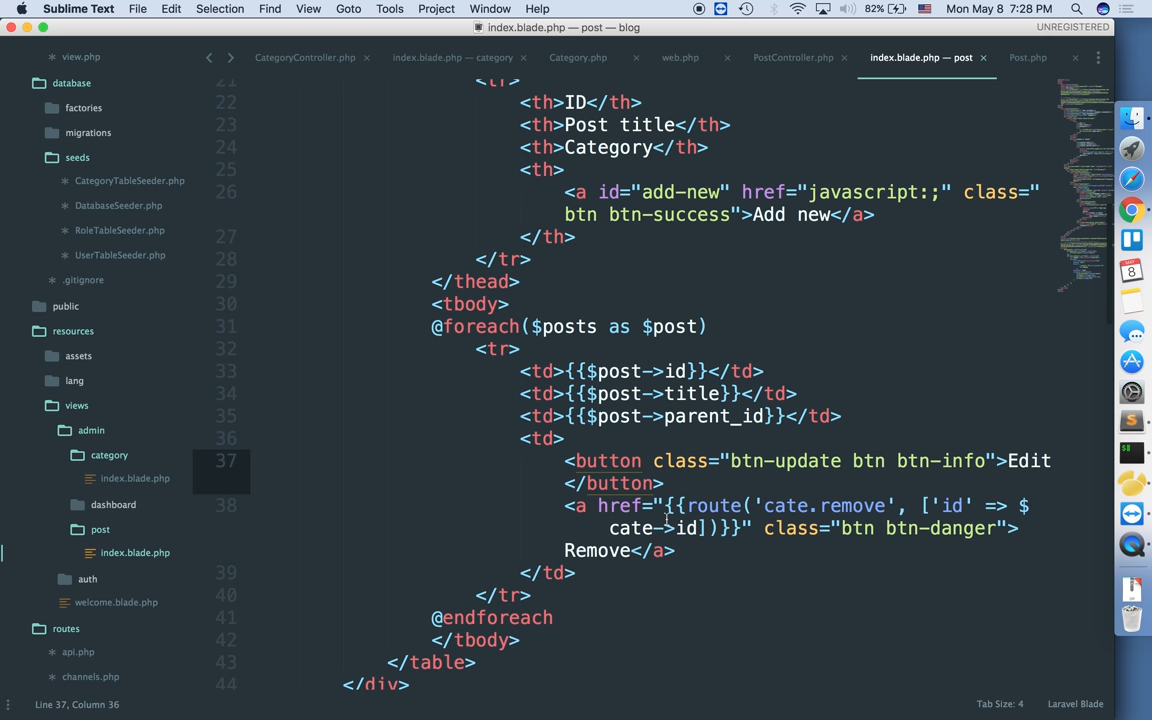 Sublime Text File Edit Selection Find View Goto Tools Project Window Help 82% Mon May 8 7:28 PM
index.blade.php — post — blog UNREGISTERED
CategoryController.php index.blade.php — category Category.php web.php PostController.php index.blade.php — post Post.php
view.php
database
factories
migrations
seeds
CategoryTableSeeder.php
DatabaseSeeder.php
RoleTableSeeder.php
UserTableSeeder.php
.gitignore
public
resources
assets
lang
views
admin
category
index.blade.php
dashboard
post
index.blade.php
auth
welcome.blade.php
routes
api.php
channels.php
21 <tr>
22 <th>ID</th>
23 <th>Post title</th>
24 <th>Category</th>
25 <th>
26 <a id="add-new" href="javascript:;" class="
btn btn-success">Add new</a>
27 </th>
28 </tr>
29 </thead>
30 <tbody>
31 @foreach($posts as $post)
32 <tr>
33 <td>{{$post->id}}</td>
34 <td>{{$post->title}}</td>
35 <td>{{$post->parent_id}}</td>
36 <td>
37 <button class="btn-update btn btn-info">Edit
</button>
38 <a href="{{route('cate.remove', ['id' => $
cate->id])}}" class="btn btn-danger">
Remove</a>
39 </td>
40 </tr>
41 @endforeach
42 </tbody>
43 </table>
44 </div>
Line 37, Column 36 Tab Size: 4 Laravel Blade